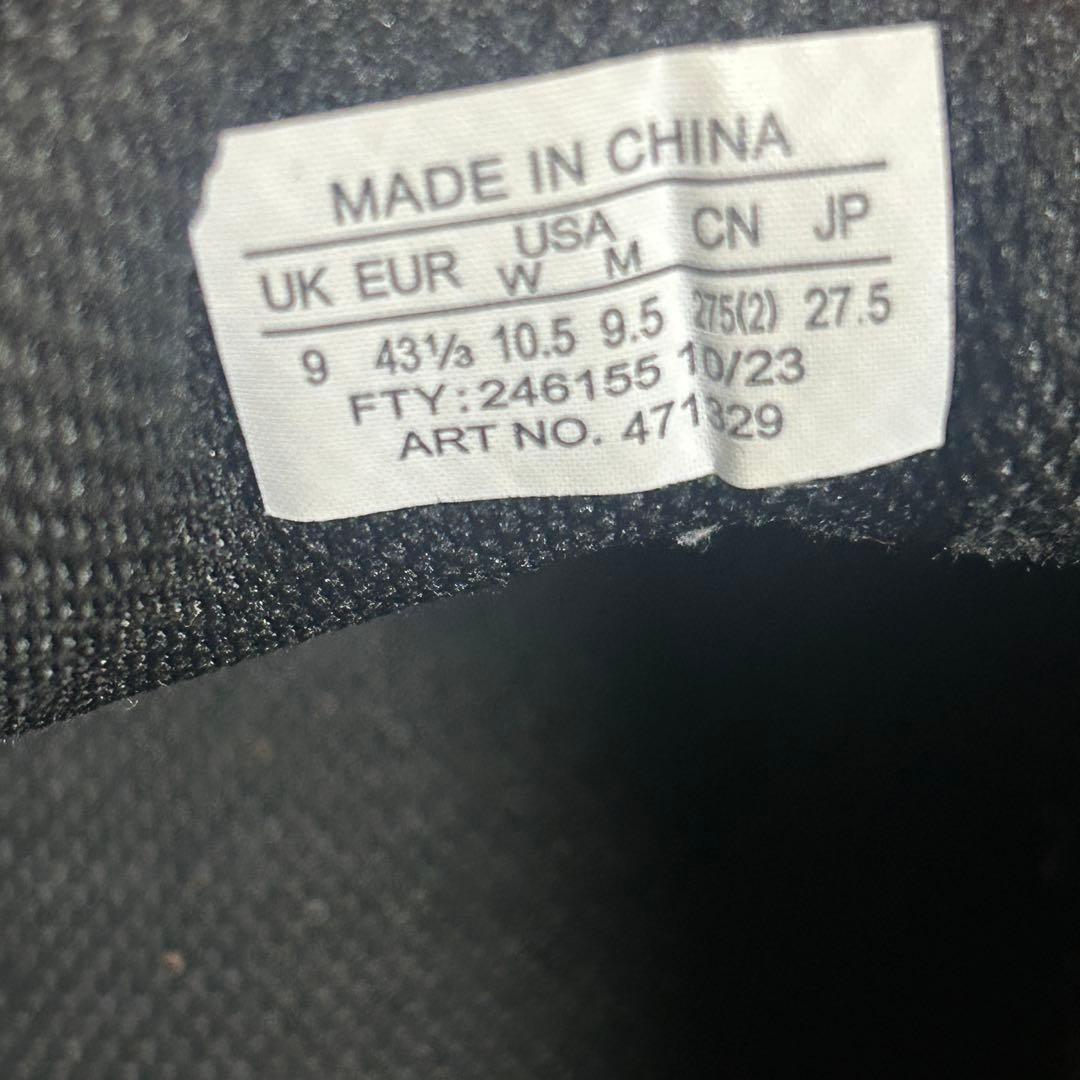 MADE IN CHINA
UK EUR USA W M CN JP
9 43⅓ 10.5 9.5 275(2) 27.5
FTY:246155 10/23
ART NO. 471329